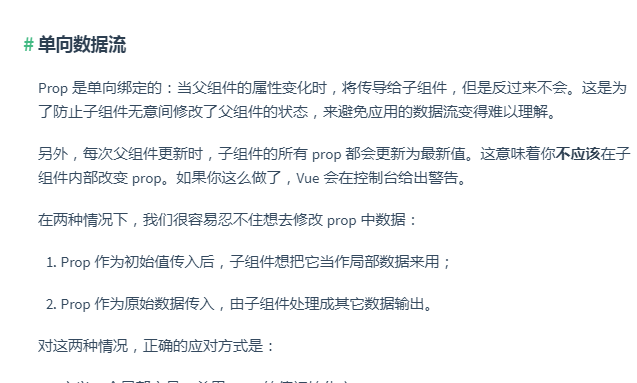 # 单向数据流
Prop 是单向绑定的：当父组件的属性变化时，将传导给子组件，但是反过来不会。这是为
了防止子组件无意间修改了父组件的状态，来避免应用的数据流变得难以理解。
另外，每次父组件更新时，子组件的所有 prop 都会更新为最新值。这意味着你不应该在子
组件内部改变 prop。如果你这么做了，Vue 会在控制台给出警告。
在两种情况下，我们很容易忍不住想去修改 prop 中数据：
1. Prop 作为初始值传入后，子组件想把它当作局部数据来用；
2. Prop 作为原始数据传入，由子组件处理成其它数据输出。
对这两种情况，正确的应对方式是：